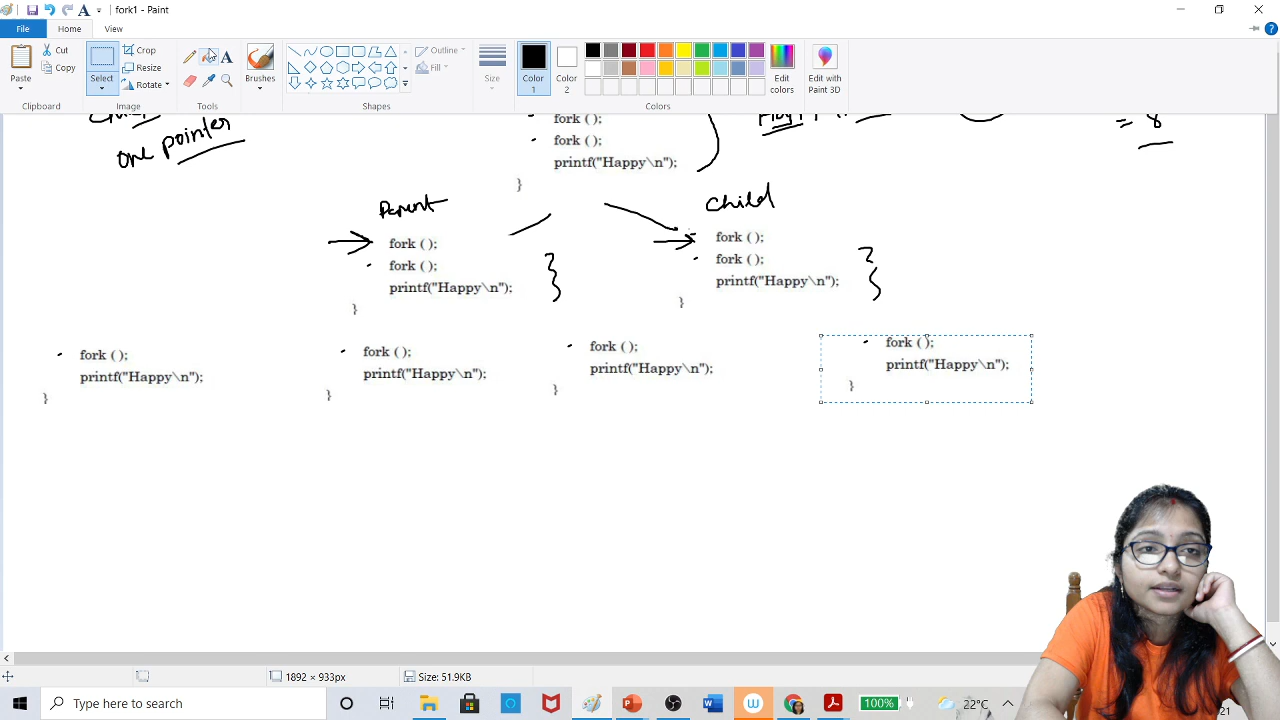 fork1 - Paint
File Home View
Paste Cut Copy Clipboard
Select Crop Resize Rotate Image
Tools
Brushes
Outline Fill Shapes
Size
Color 1 Color 2 Edit colors Colors
Edit with Paint 3D
one pointer
fork ( );
fork ( );
printf("Happy\n");
}
= 8
Parent
fork ( );
fork ( );
printf("Happy\n");
}
Child
fork ( );
fork ( );
printf("Happy\n");
}
fork ( );
printf("Happy\n");
}
fork ( );
printf("Happy\n");
}
fork ( );
printf("Happy\n");
}
fork ( );
printf("Happy\n");
}
1892 × 933px Size: 51.9KB
Type here to search 100% 22°C 21